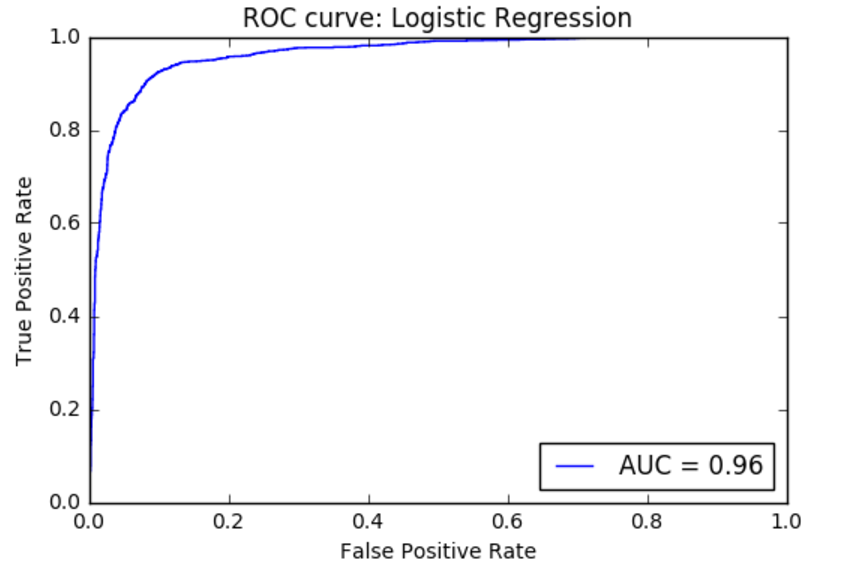 ROC curve: Logistic Regression
1.0
0.8
0.6
0.4
0.2
0.0
True Positive Rate
AUC = 0.96
0.0 0.2 0.4 0.6 0.8 1.0
False Positive Rate